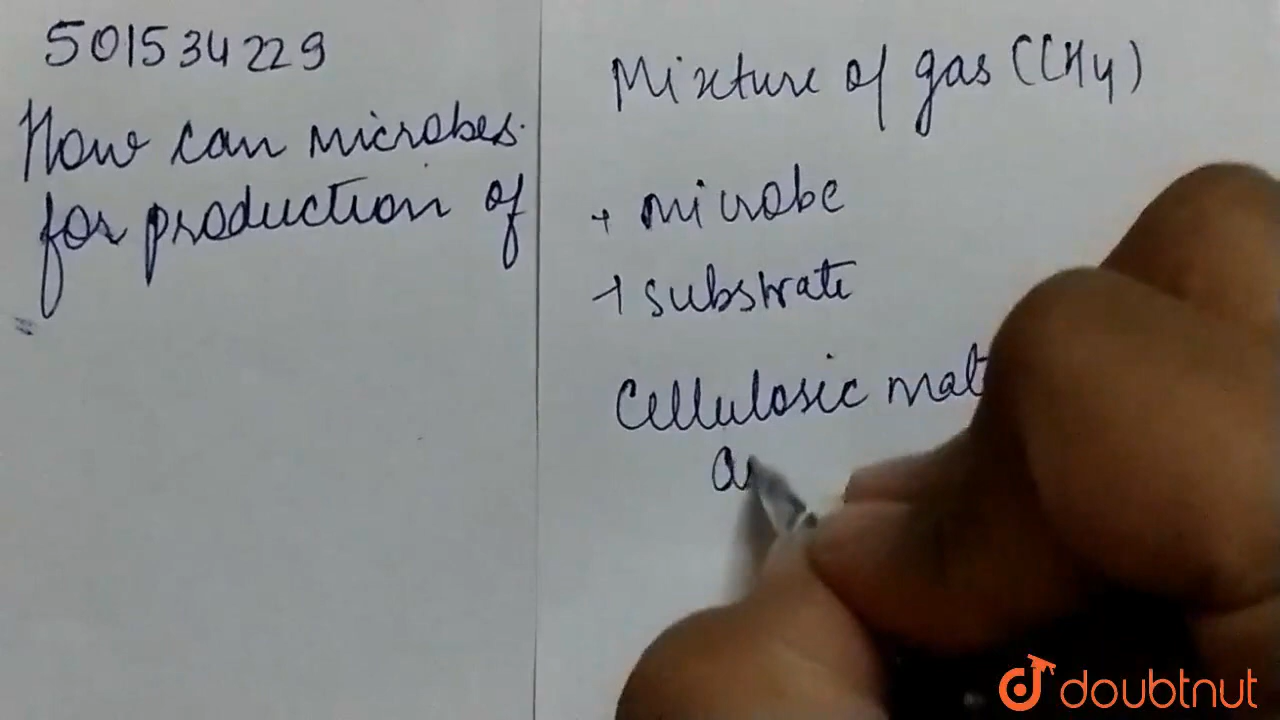 501534229
How can microbes.
for production of
=
Mixture of gas (CH4)
+ microbe
+ substrate
Cellulosic mat
a
doubtnut